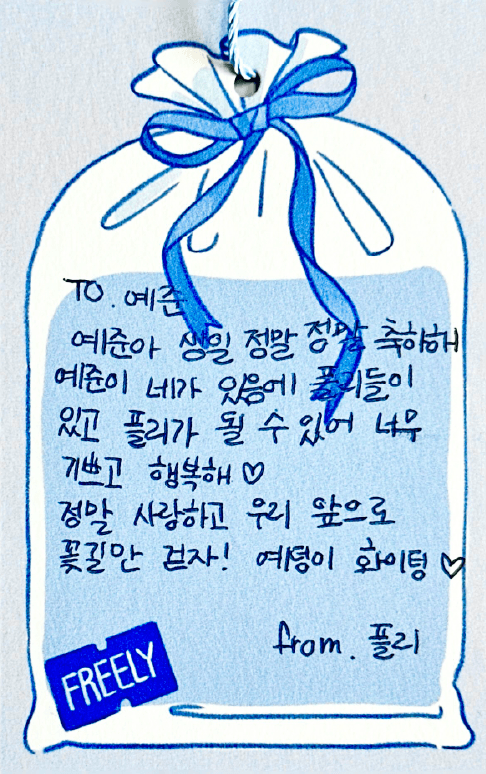 TO. 예준
예준아 생일 정말 정말 축하해
예준이 네가 있음에 플리들이
있고 플리가 될 수 있어 너무
기쁘고 행복해♡
정말 사랑하고 우리 앞으로
꽃길만 걷자! 예텽이 화이팅♡
from. 플리
FREELY